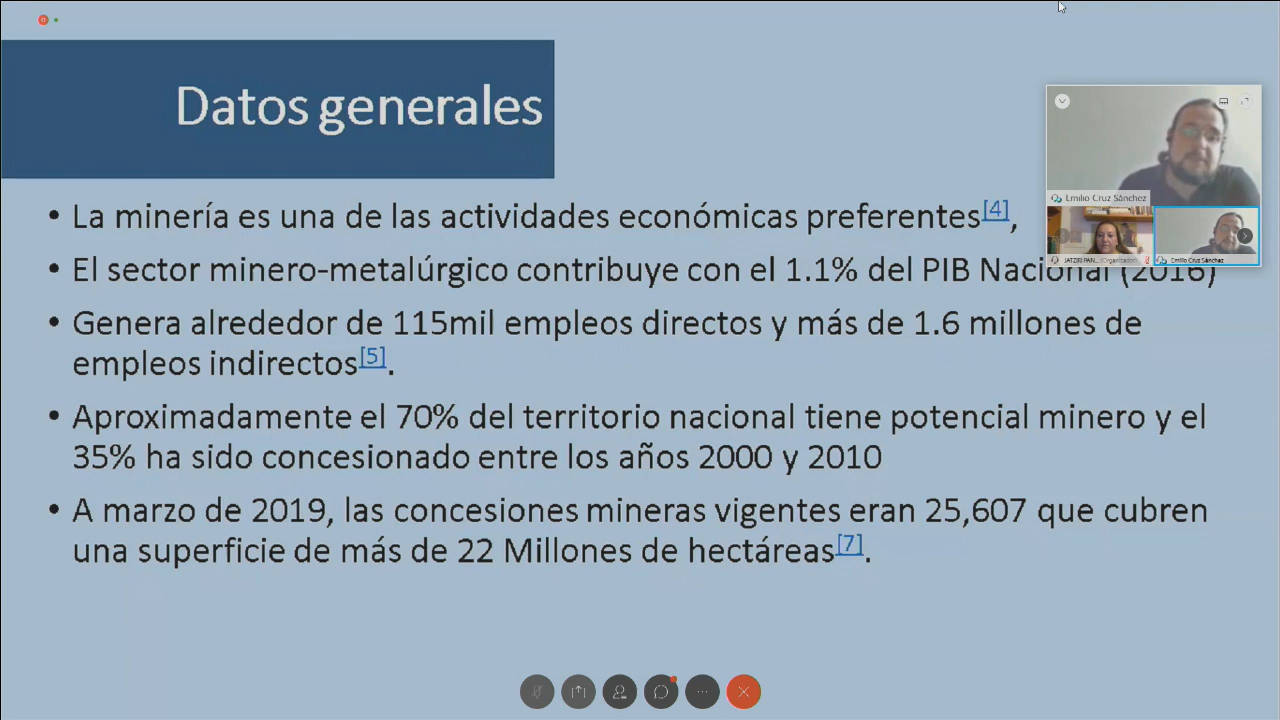 Datos generales
• La minería es una de las actividades económicas preferentes[4],
• El sector minero-metalúrgico contribuye con el 1.1% del PIB Nacional (2016)
• Genera alrededor de 115mil empleos directos y más de 1.6 millones de
empleos indirectos[5].
• Aproximadamente el 70% del territorio nacional tiene potencial minero y el
35% ha sido concesionado entre los años 2000 y 2010
• A marzo de 2019, las concesiones mineras vigentes eran 25,607 que cubren
una superficie de más de 22 Millones de hectáreas[7].
Emilio Cruz Sánchez
JATZIRI PAN... (Organizador)
Emilio Cruz Sánchez